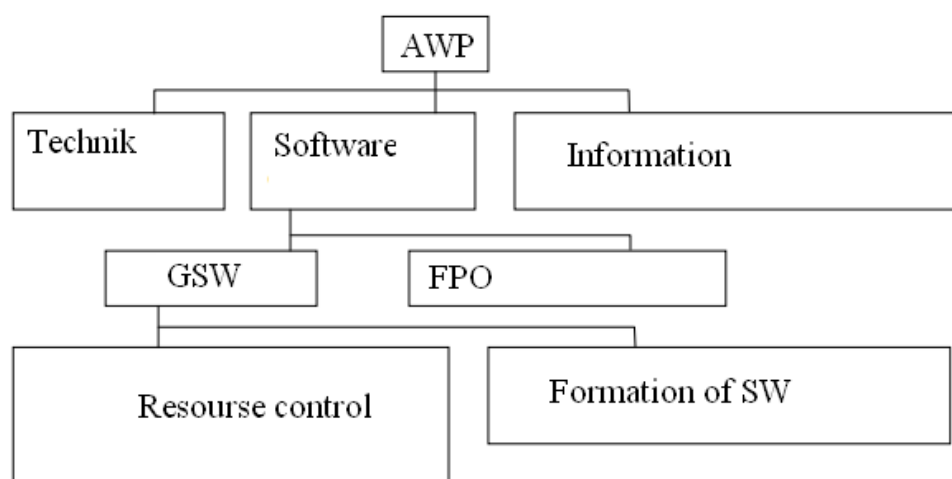 AWP
Technik
Software
Information
GSW
FPO
Resourse control
Formation of SW